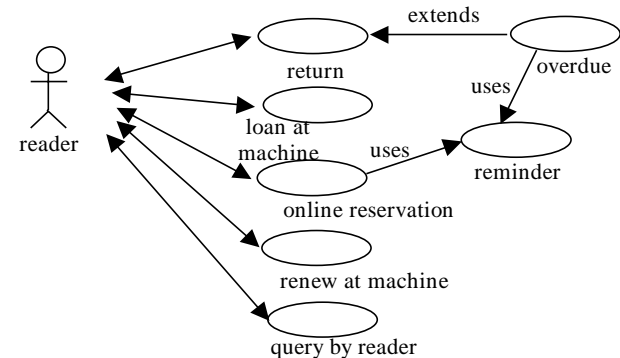 extends
return
overdue
uses
loan at
machine
reader
uses
reminder
online reservation
renew at machine
query by reader